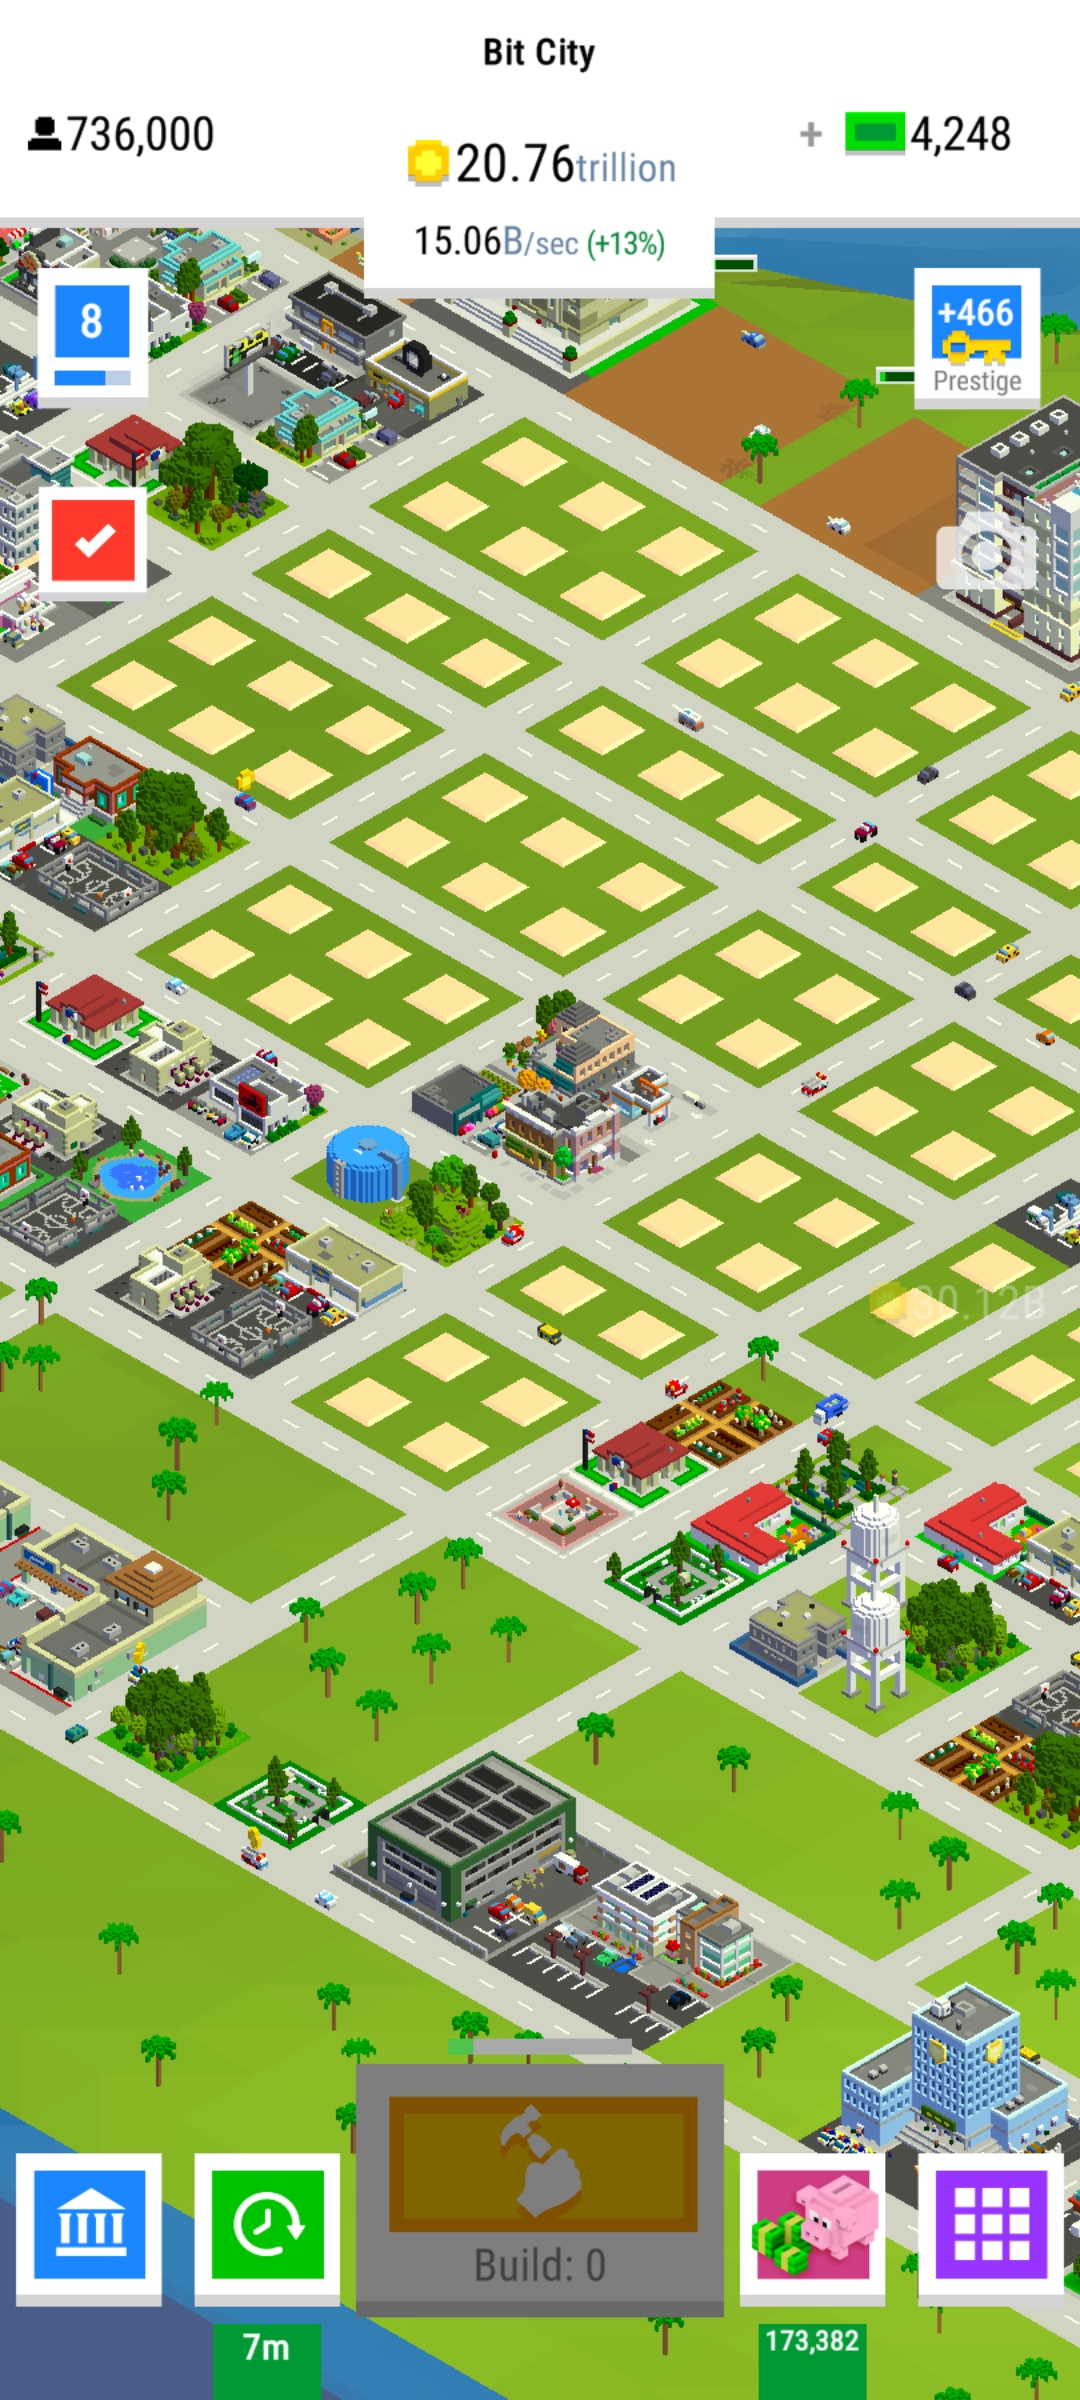 Bit City
736,000
20.76trillion
+ 4,248
15.06B/sec (+13%)
8
+466
Prestige
30.12B
Build: 0
7m
173,382